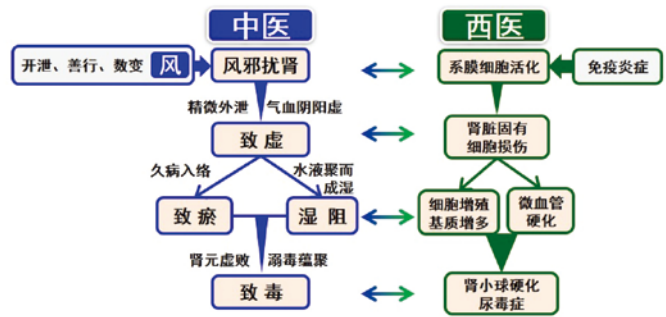 中医
西医
开泄、善行、数变 风
风邪扰肾
系膜细胞活化
免疫炎症
精微外泄
气血阴阳虚
致虚
肾脏固有
细胞损伤
久病入络
水液聚而
成湿
致瘀
湿阻
细胞增殖
基质增多
微血管
硬化
肾元虚败
溺毒蕴聚
致毒
肾小球硬化
尿毒症